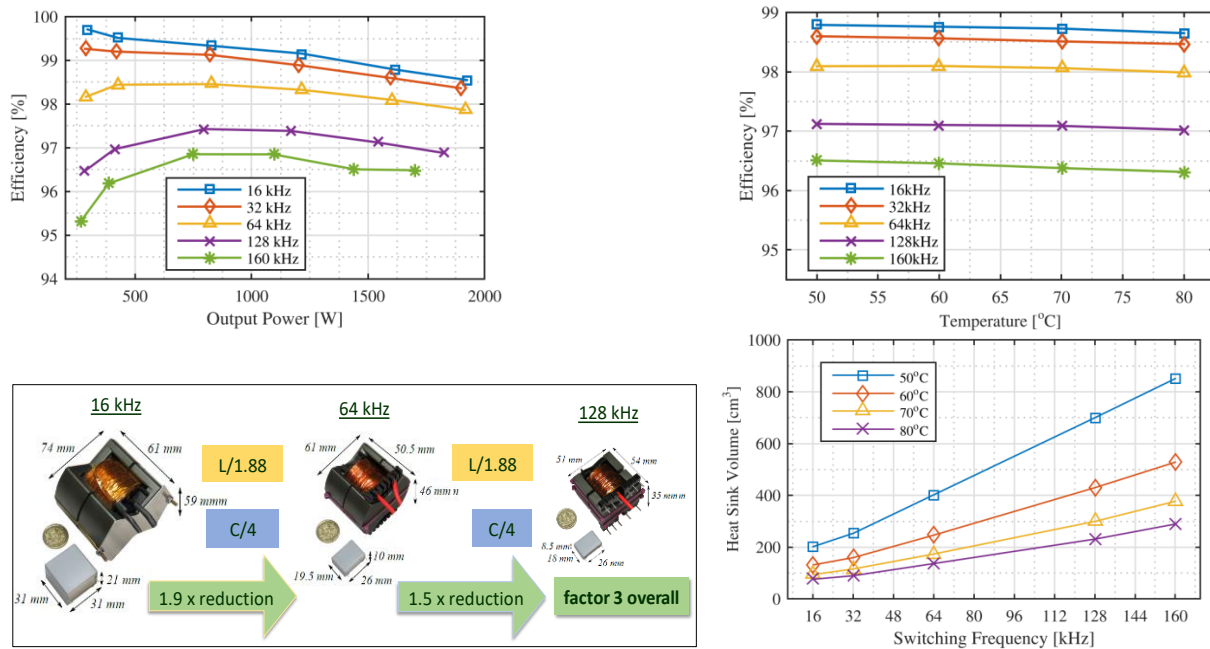 100
99
98
97
96
95
94
Efficiency [%]
16 kHz
32 kHz
64 kHz
128 kHz
160 kHz
500
1000
1500
2000
Output Power [W]
99
98
97
96
95
Efficiency [%]
16kHz
32kHz
64kHz
128kHz
160kHz
50
55
60
65
70
75
80
Temperature [°C]
16 kHz
64 kHz
128 kHz
74 mm
61 mm
59 mmm
31 mm
31 mm
21 mm
L/1.88
C/4
1.9 x reduction
61 mm
50.5 mm
46 mm n
10 mm
19.5 mm
26 mm
L/1.88
C/4
1.5 x reduction
51 mm
54 mm
35 mm m
8.5 mm
18 mm
26 mm
factor 3 overall
1000
800
600
400
200
0
Heat Sink Volume [cm³]
50°C
60°C
70°C
80°C
16
32
48
64
80
96
112
128
144
160
Switching Frequency [kHz]